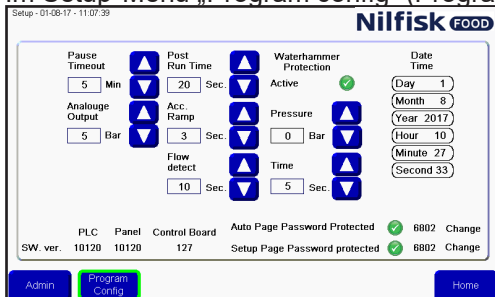 im Setup-Menü „Program config“ (Progra
Setup - 01-08-17 - 11:07:39
Nilfisk FOOD
Pause Timeout
5 Min
Post Run Time
20 Sec.
Waterhammer Protection
Active
Date Time
Day 1
Month 8
Year 2017
Hour 10
Minute 27
Second 33
Analouge Output
5 Bar
Acc. Ramp
3 Sec.
Pressure
0 Bar
Flow detect
10 Sec.
Time
5 Sec.
PLC Panel Control Board
SW. ver. 10120 10120 127
Auto Page Password Protected 6802 Change
Setup Page Password protected 6802 Change
Admin
Program Config
Home